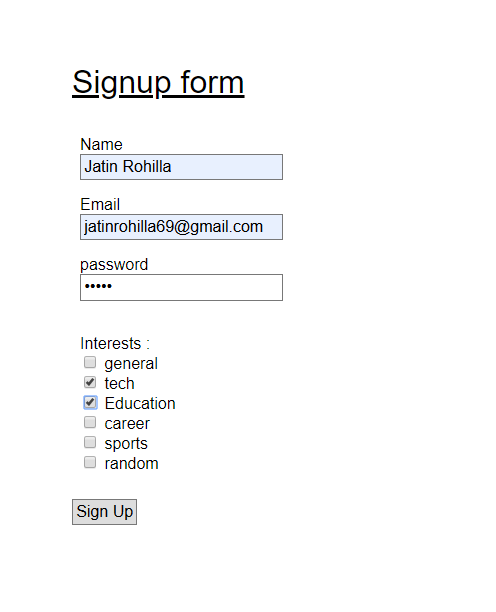 Signup form
Name
Jatin Rohilla
Email
jatinrohilla69@gmail.com
password
•••••
Interests :
general
tech
Education
career
sports
random
Sign Up